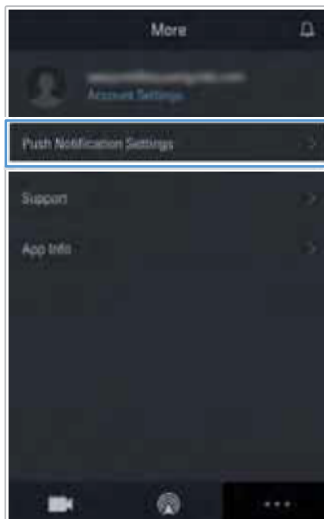 More
Account Settings
Push Notification Settings
Support
App Info